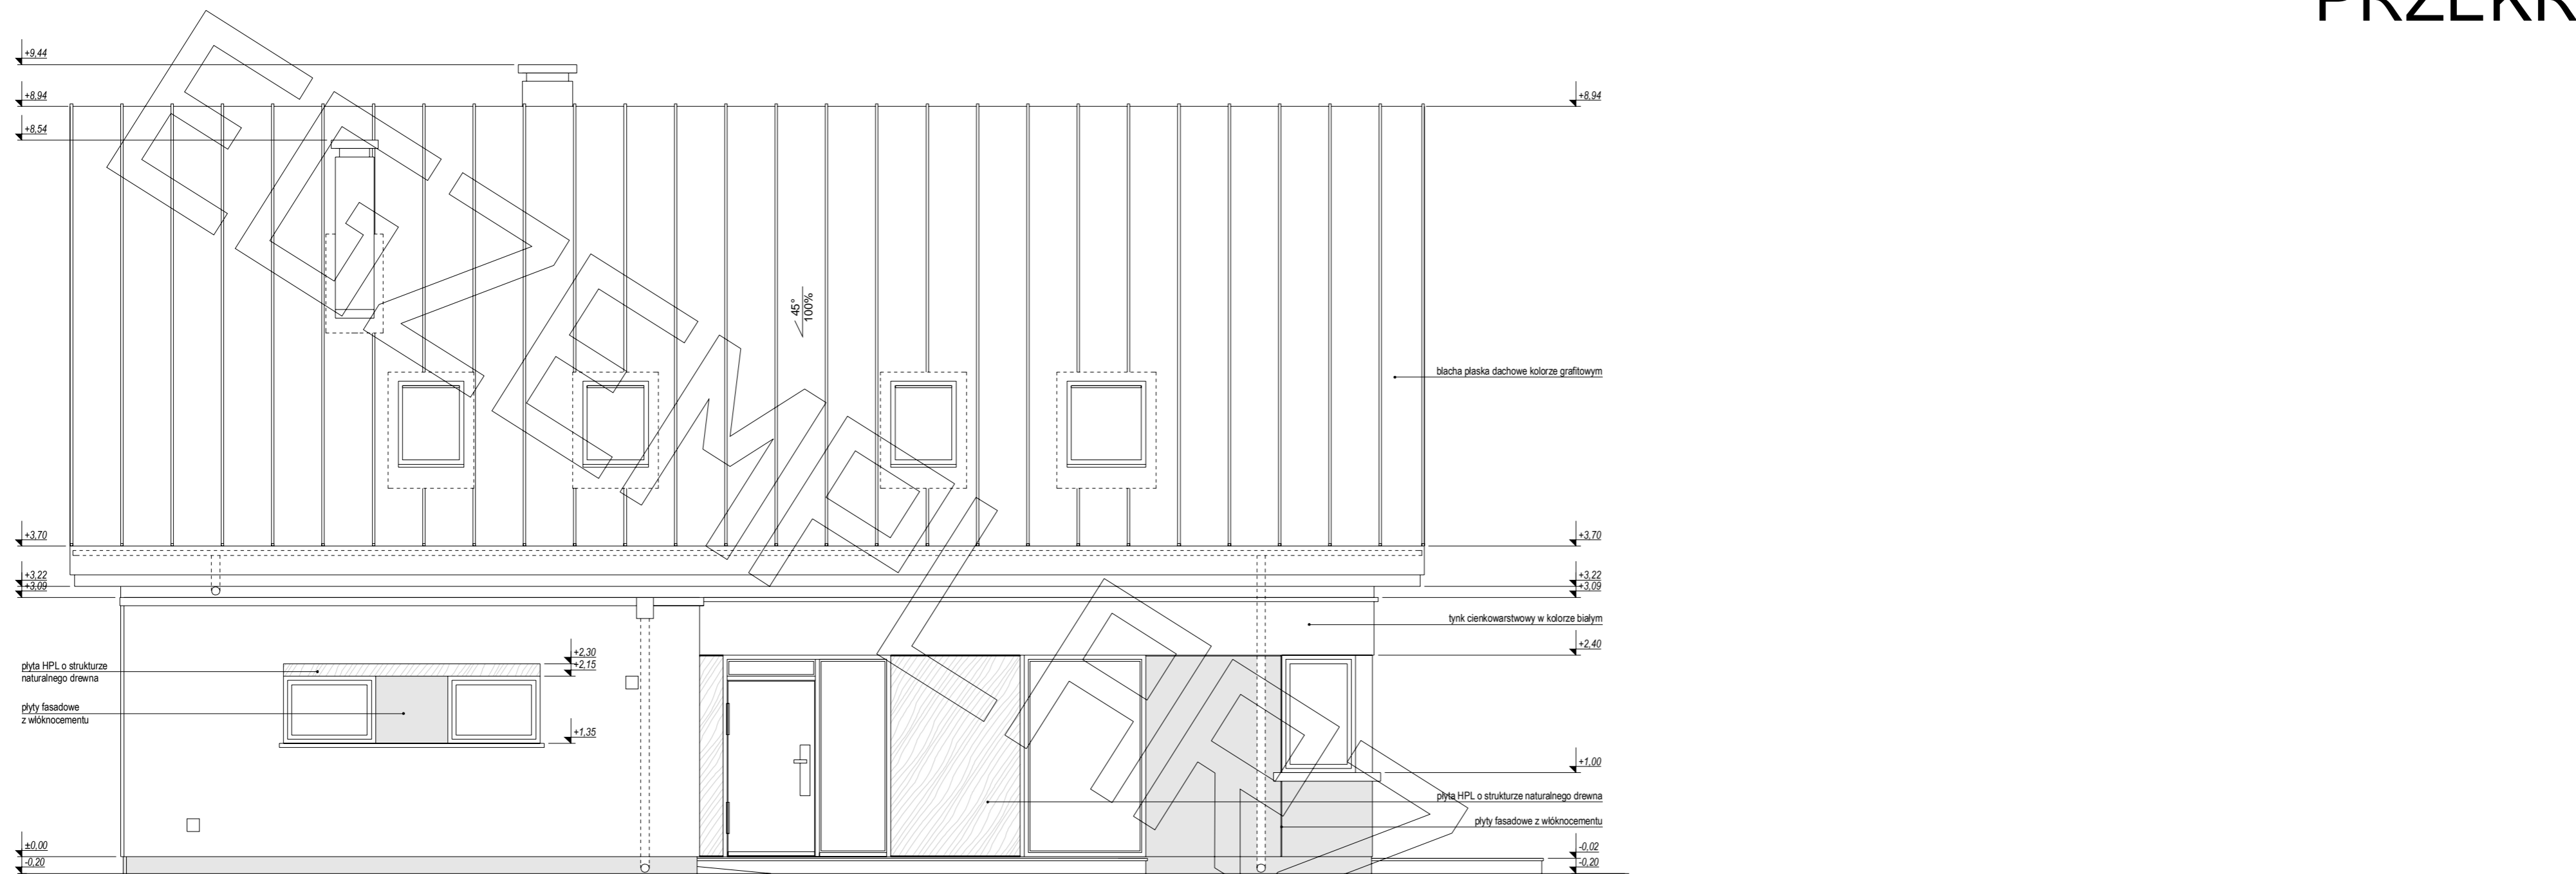 PRZEKR
+9,44
+8,94
+8,54
+8,94
EGZEMPLARZ
45°
100%
blacha płaska dachowe kolorze grafitowym
+3,70
+3,70
+3,22
+3,09
+3,22
+3,09
tynk cienkowarstwowy w kolorze białym
+2,40
+2,30
+2,15
płyta HPL o strukturze
naturalnego drewna
płyty fasadowe
z włóknocementu
+1,35
+1,00
płyta HPL o strukturze naturalnego drewna
płyty fasadowe z włóknocementu
±0,00
-0,20
-0,02
-0,20